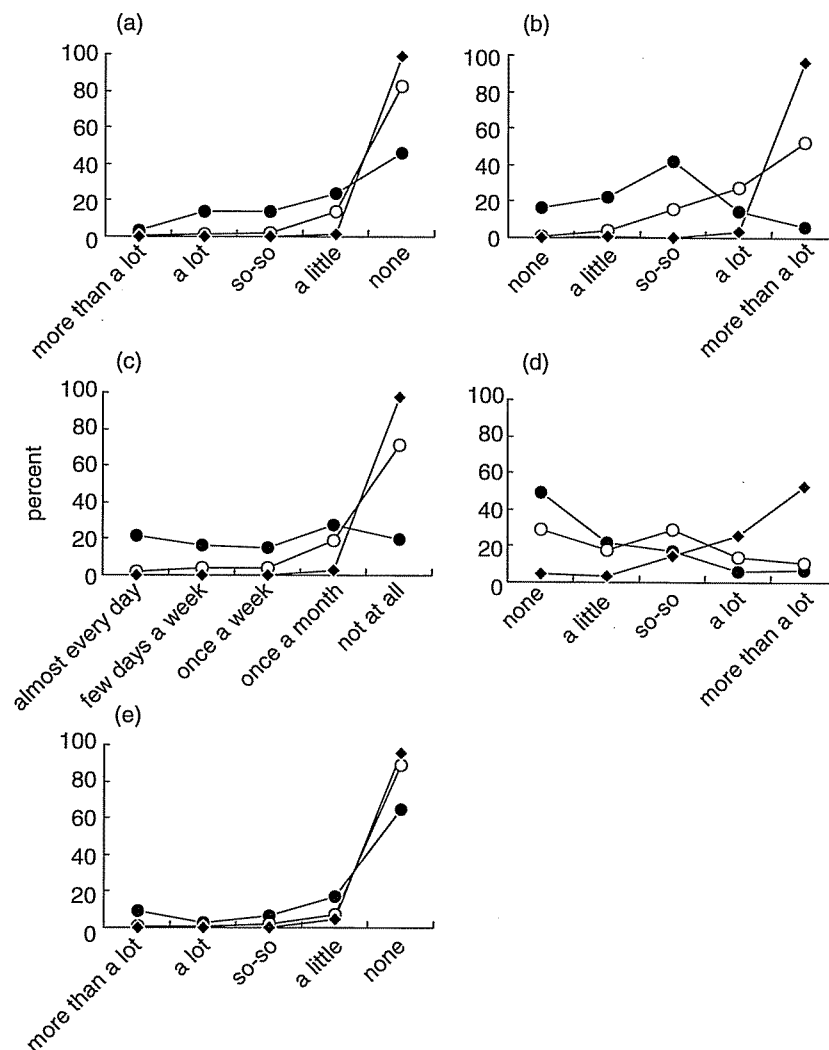 (a)
100
80
60
40
20
0
more than a lot
a lot
so-so
a little
none
(b)
100
80
60
40
20
0
none
a little
so-so
a lot
more than a lot
(c)
percent
100
80
60
40
20
0
almost every day
few days a week
once a week
once a month
not at all
(d)
100
80
60
40
20
0
none
a little
so-so
a lot
more than a lot
(e)
100
80
60
40
20
0
more than a lot
a lot
so-so
a little
none